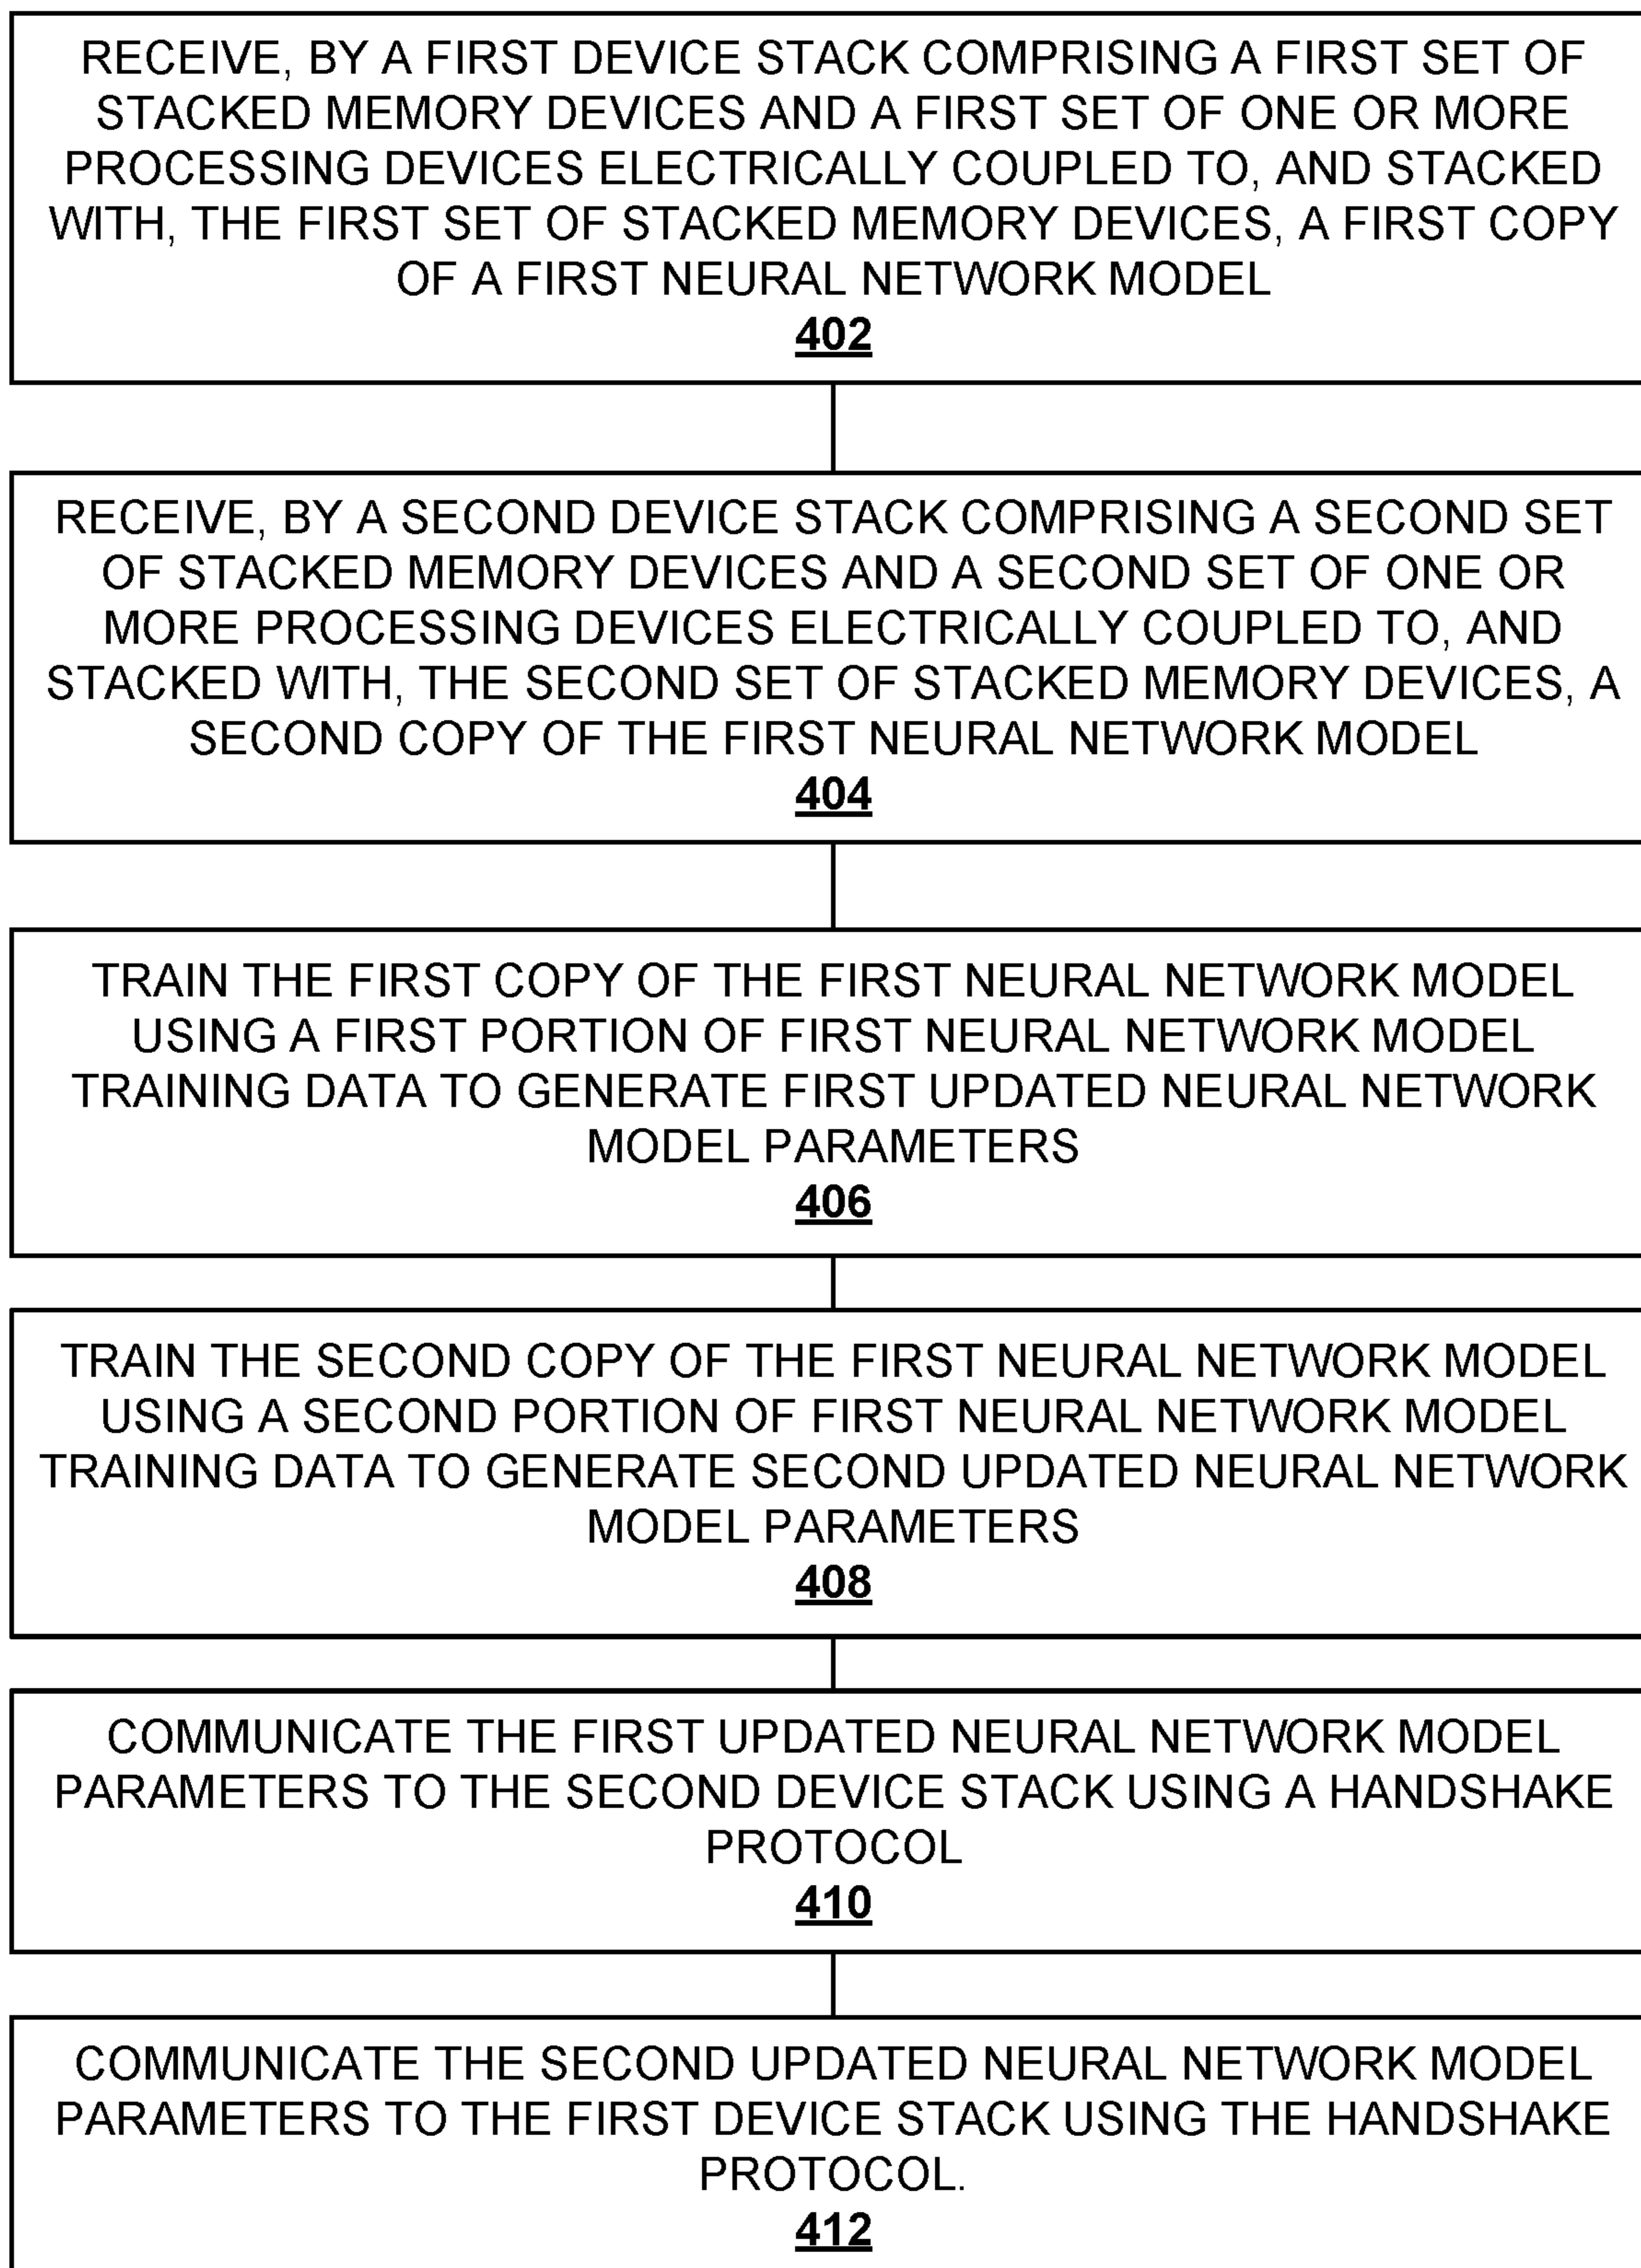 RECEIVE, BY A FIRST DEVICE STACK COMPRISING A FIRST SET OF
STACKED MEMORY DEVICES AND A FIRST SET OF ONE OR MORE
PROCESSING DEVICES ELECTRICALLY COUPLED TO, AND STACKED
WITH, THE FIRST SET OF STACKED MEMORY DEVICES, A FIRST COPY
OF A FIRST NEURAL NETWORK MODEL
402
RECEIVE, BY A SECOND DEVICE STACK COMPRISING A SECOND SET
OF STACKED MEMORY DEVICES AND A SECOND SET OF ONE OR
MORE PROCESSING DEVICES ELECTRICALLY COUPLED TO, AND
STACKED WITH, THE SECOND SET OF STACKED MEMORY DEVICES, A
SECOND COPY OF THE FIRST NEURAL NETWORK MODEL
404
TRAIN THE FIRST COPY OF THE FIRST NEURAL NETWORK MODEL
USING A FIRST PORTION OF FIRST NEURAL NETWORK MODEL
TRAINING DATA TO GENERATE FIRST UPDATED NEURAL NETWORK
MODEL PARAMETERS
406
TRAIN THE SECOND COPY OF THE FIRST NEURAL NETWORK MODEL
USING A SECOND PORTION OF FIRST NEURAL NETWORK MODEL
TRAINING DATA TO GENERATE SECOND UPDATED NEURAL NETWORK
MODEL PARAMETERS
408
COMMUNICATE THE FIRST UPDATED NEURAL NETWORK MODEL
PARAMETERS TO THE SECOND DEVICE STACK USING A HANDSHAKE
PROTOCOL
410
COMMUNICATE THE SECOND UPDATED NEURAL NETWORK MODEL
PARAMETERS TO THE FIRST DEVICE STACK USING THE HANDSHAKE
PROTOCOL.
412